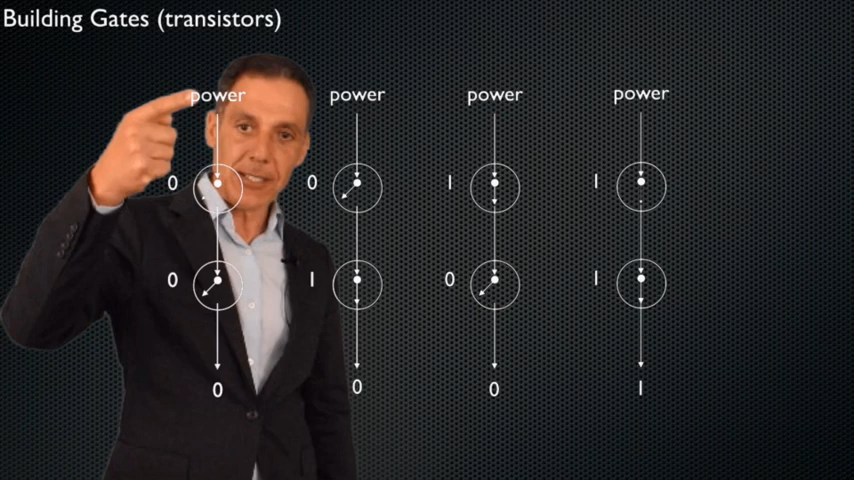 Building Gates (transistors)
power power power power
0 0 1 1
0 1 0 1
0 0 0 1